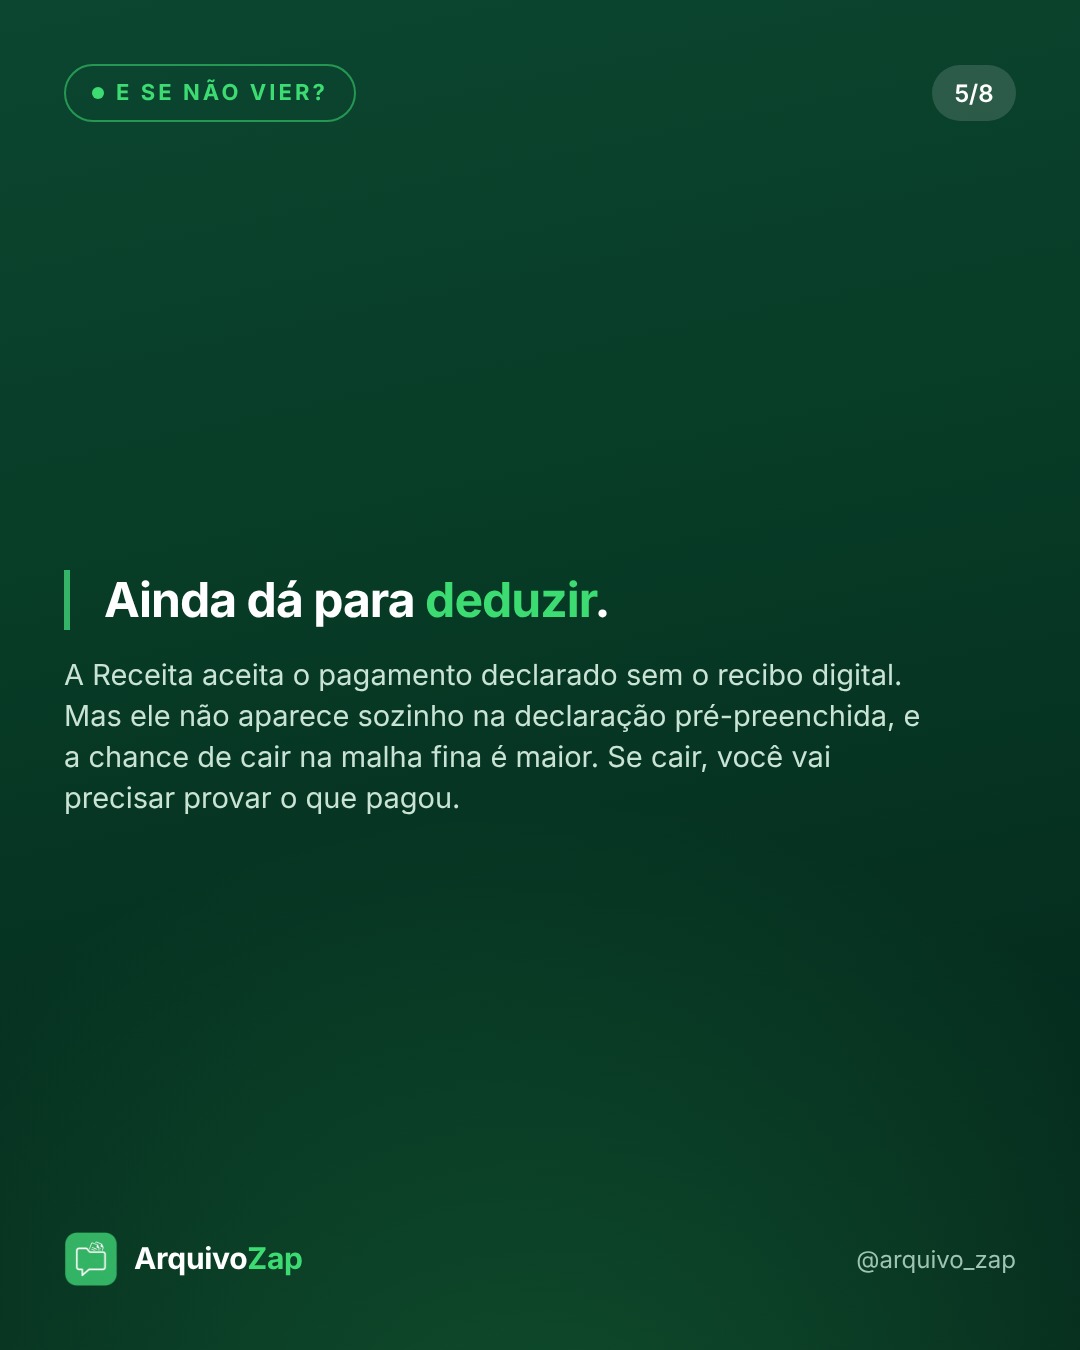 E SE NÃO VIER?
5/8
Ainda dá para deduzir.
A Receita aceita o pagamento declarado sem o recibo digital.
Mas ele não aparece sozinho na declaração pré-preenchida, e
a chance de cair na malha fina é maior. Se cair, você vai
precisar provar o que pagou.
ArquivoZap
@arquivo_zap